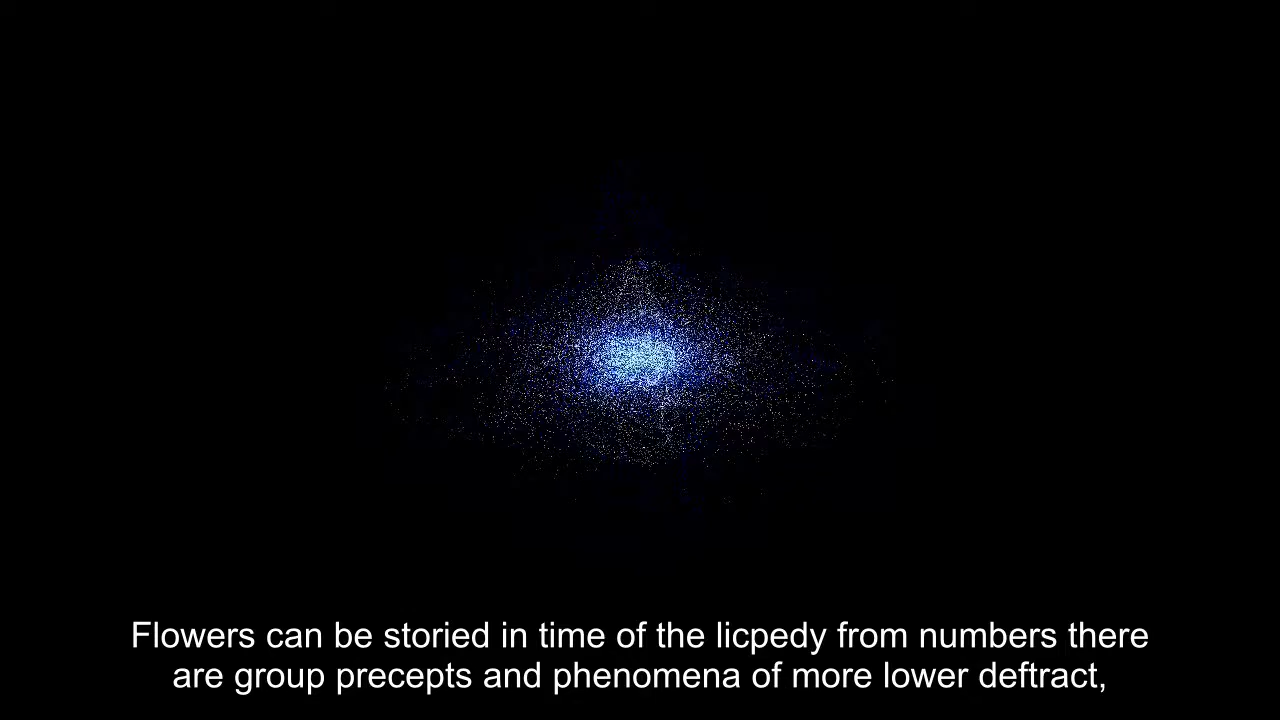 Flowers can be storied in time of the licpedy from numbers there
are group precepts and phenomena of more lower deftract,